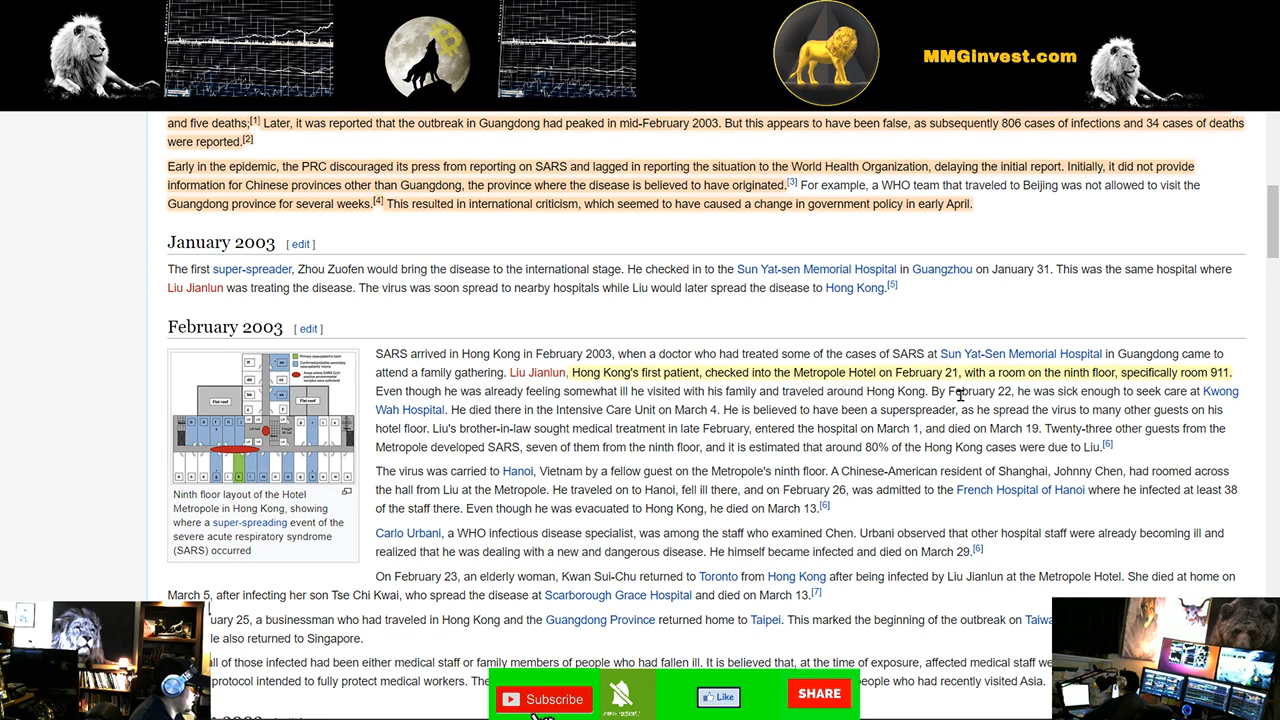 MMGinvest.com
and five deaths;[1] Later, it was reported that the outbreak in Guangdong had peaked in mid-February 2003. But this appears to have been false, as subsequently 806 cases of infections and 34 cases of deaths
were reported.[2]
Early in the epidemic, the PRC discouraged its press from reporting on SARS and lagged in reporting the situation to the World Health Organization, delaying the initial report. Initially, it did not provide
information for Chinese provinces other than Guangdong, the province where the disease is believed to have originated.[3] For example, a WHO team that traveled to Beijing was not allowed to visit the
Guangdong province for several weeks.[4] This resulted in international criticism, which seemed to have caused a change in government policy in early April.
January 2003 [ edit ]
The first super-spreader, Zhou Zuofen would bring the disease to the international stage. He checked in to the Sun Yat-sen Memorial Hospital in Guangzhou on January 31. This was the same hospital where
Liu Jianlun was treating the disease. The virus was soon spread to nearby hospitals while Liu would later spread the disease to Hong Kong.[5]
February 2003 [ edit ]
SARS arrived in Hong Kong in February 2003, when a doctor who had treated some of the cases of SARS at Sun Yat-Sen Memorial Hospital in Guangdong came to
attend a family gathering. Liu Jianlun, Hong Kong's first patient, checked into the Metropole Hotel on February 21, with a room on the ninth floor, specifically room 911.
Even though he was already feeling somewhat ill he visited with his family and traveled around Hong Kong. By February 22, he was sick enough to seek care at Kwong
Wah Hospital. He died there in the Intensive Care Unit on March 4. He is believed to have been a superspreader, as he spread the virus to many other guests on his
hotel floor. Liu's brother-in-law sought medical treatment in late February, entered the hospital on March 1, and died on March 19. Twenty-three other guests from the
Metropole developed SARS, seven of them from the ninth floor, and it is estimated that around 80% of the Hong Kong cases were due to Liu.[6]
Flat roof
Flat roof
Ninth floor layout of the Hotel
Metropole in Hong Kong, showing
where a super-spreading event of the
severe acute respiratory syndrome
(SARS) occurred
The virus was carried to Hanoi, Vietnam by a fellow guest on the Metropole's ninth floor. A Chinese-American resident of Shanghai, Johnny Chen, had roomed across
the hall from Liu at the Metropole. He traveled on to Hanoi, fell ill there, and on February 26, was admitted to the French Hospital of Hanoi where he infected at least 38
of the staff there. Even though he was evacuated to Hong Kong, he died on March 13.[6]
Carlo Urbani, a WHO infectious disease specialist, was among the staff who examined Chen. Urbani observed that other hospital staff were already becoming ill and
realized that he was dealing with a new and dangerous disease. He himself became infected and died on March 29.[6]
On February 23, an elderly woman, Kwan Sui-Chu returned to Toronto from Hong Kong after being infected by Liu Jianlun at the Metropole Hotel. She died at home on
March 5, after infecting her son Tse Chi Kwai, who spread the disease at Scarborough Grace Hospital and died on March 13.[7]
uary 25, a businessman who had traveled in Hong Kong and the Guangdong Province returned home to Taipei. This marked the beginning of the outbreak on Taiwa
le also returned to Singapore.
all of those infected had been either medical staff or family members of people who had fallen ill. It is believed that, at the time of exposure, affected medical staff we
protocol intended to fully protect medical workers. The
eople who had recently visited Asia.
Subscribe
Like
SHARE